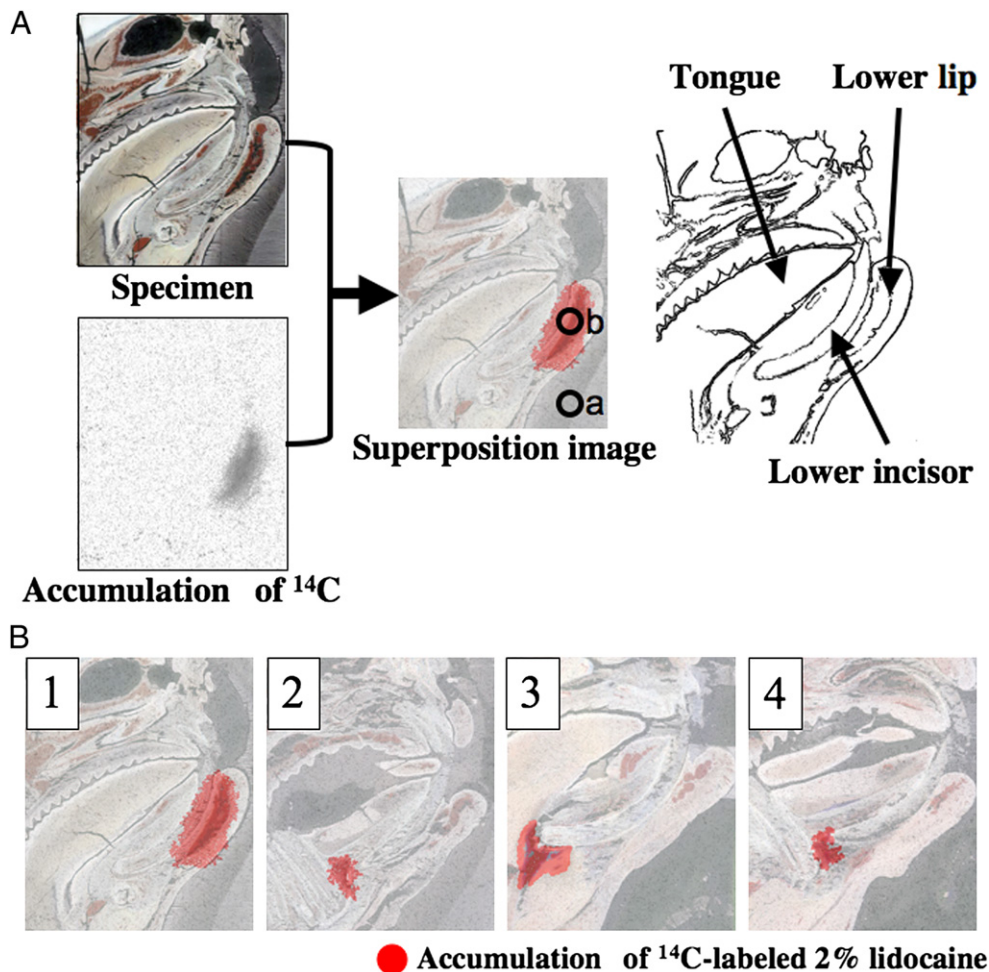 A
Tongue
Lower lip
Specimen
b
a
Superposition image
Lower incisor
Accumulation of ¹⁴C
B
1
2
3
4
Accumulation of ¹⁴C-labeled 2% lidocaine